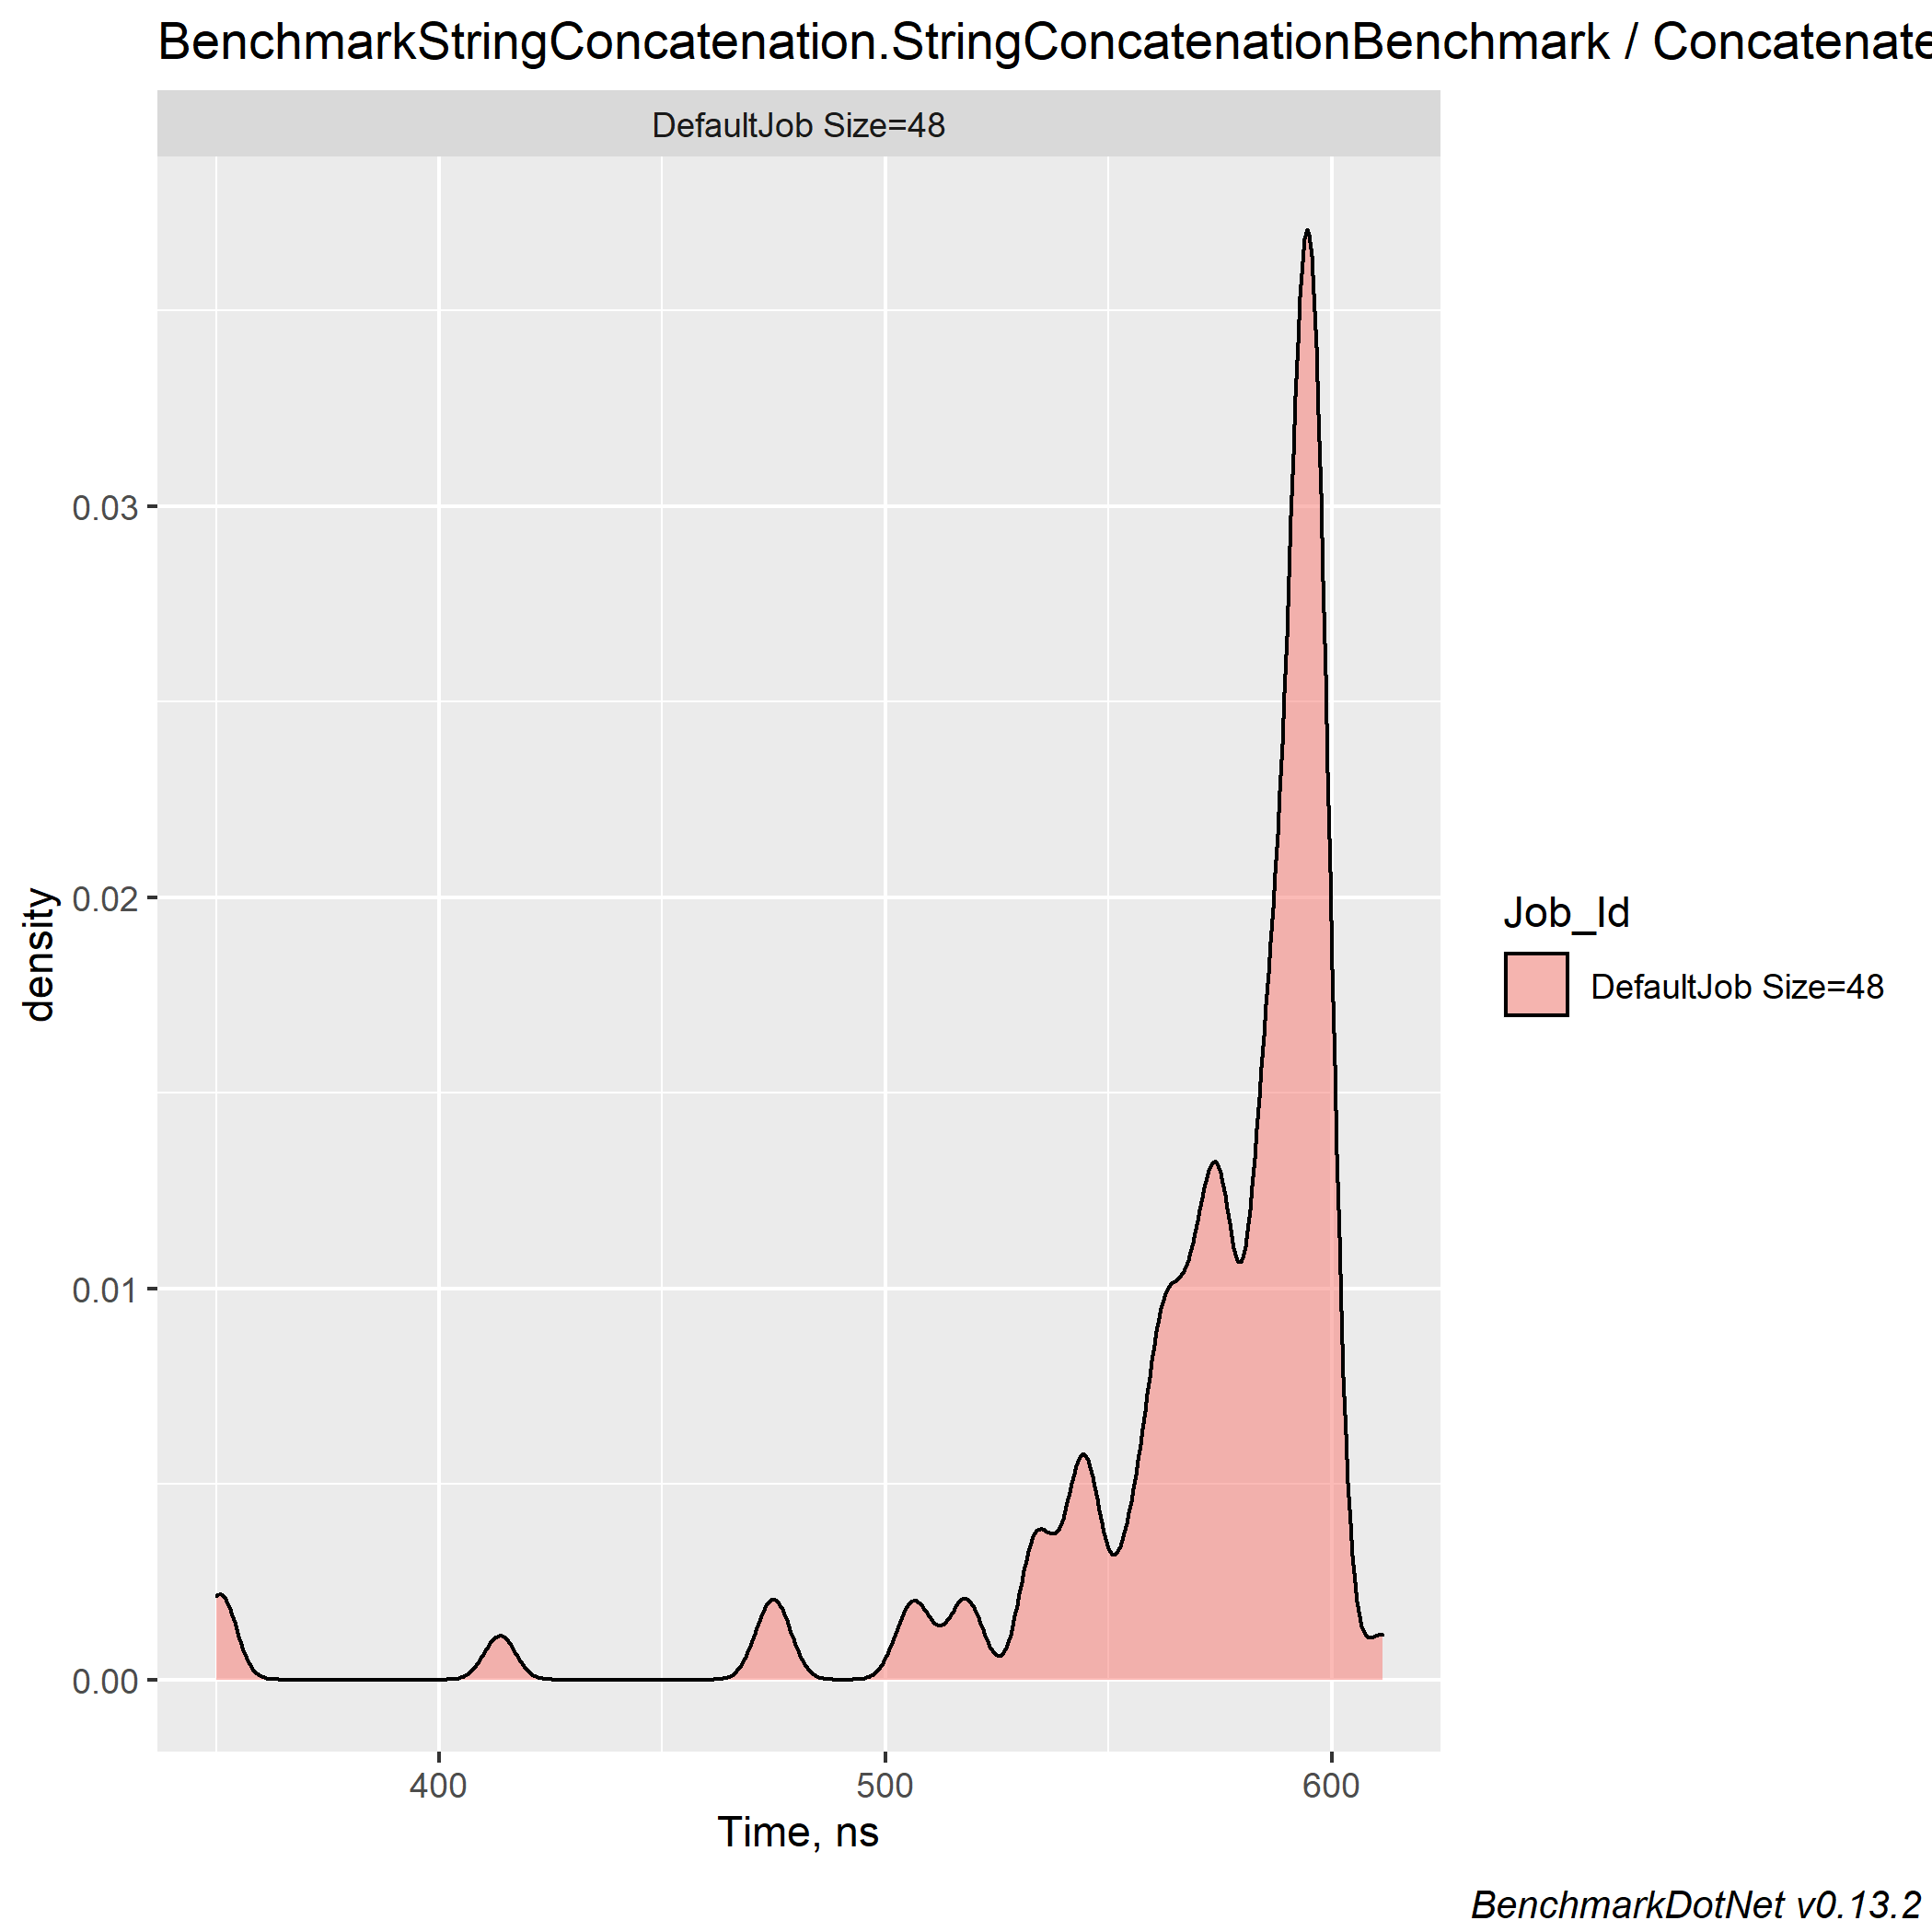 BenchmarkStringConcatenation.StringConcatenationBenchmark / Concatenate
DefaultJob Size=48
density
0.03
0.02
0.01
0.00
400 500 600
Time, ns
Job_Id
DefaultJob Size=48
BenchmarkDotNet v0.13.2